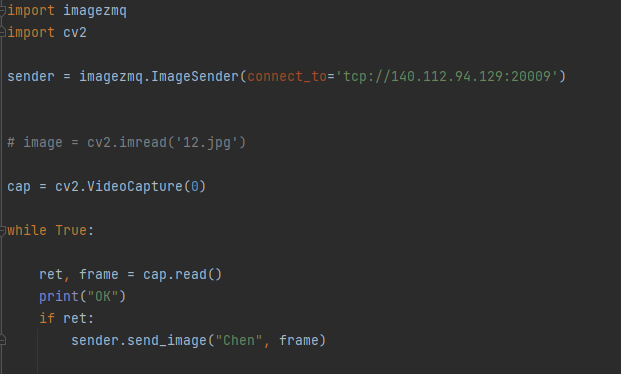 import imagezmq
import cv2
sender = imagezmq.ImageSender(connect_to='tcp://140.112.94.129:20009')
# image = cv2.imread('12.jpg')
cap = cv2.VideoCapture(0)
while True:
    ret, frame = cap.read()
    print("OK")
    if ret:
        sender.send_image("Chen", frame)